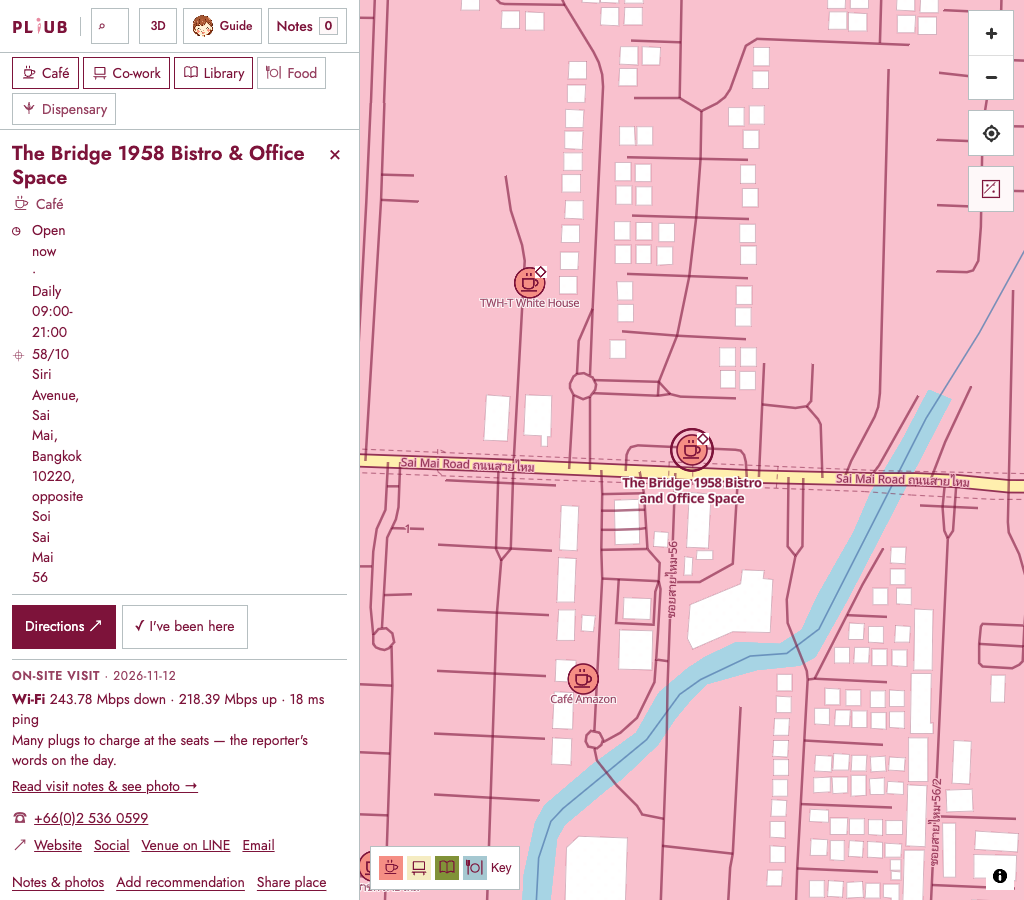 PLiUB
3D
Guide
Notes 0
Café
Co-work
Library
Food
Dispensary
The Bridge 1958 Bistro & Office
Space
×
Café
Open
now
·
Daily
09:00-
21:00
58/10
Siri
Avenue,
Sai
Mai,
Bangkok
10220,
opposite
Soi
Sai
Mai
56
Directions ↗
✓ I've been here
ON-SITE VISIT · 2026-11-12
Wi-Fi 243.78 Mbps down · 218.39 Mbps up · 18 ms
ping
Many plugs to charge at the seats — the reporter's
words on the day.
Read visit notes & see photo →
+66(0)2 536 0599
Website Social Venue on LINE Email
Notes & photos Add recommendation Share place
TWH-T White House
Sai Mai Road ถนนสายไหม
Sai Mai Road ถนนสายไหม
The Bridge 1958 Bistro
and Office Space
1
ซอยสายไหม 56
Café Amazon
ซอยสายไหม 56/2
Key
+
−